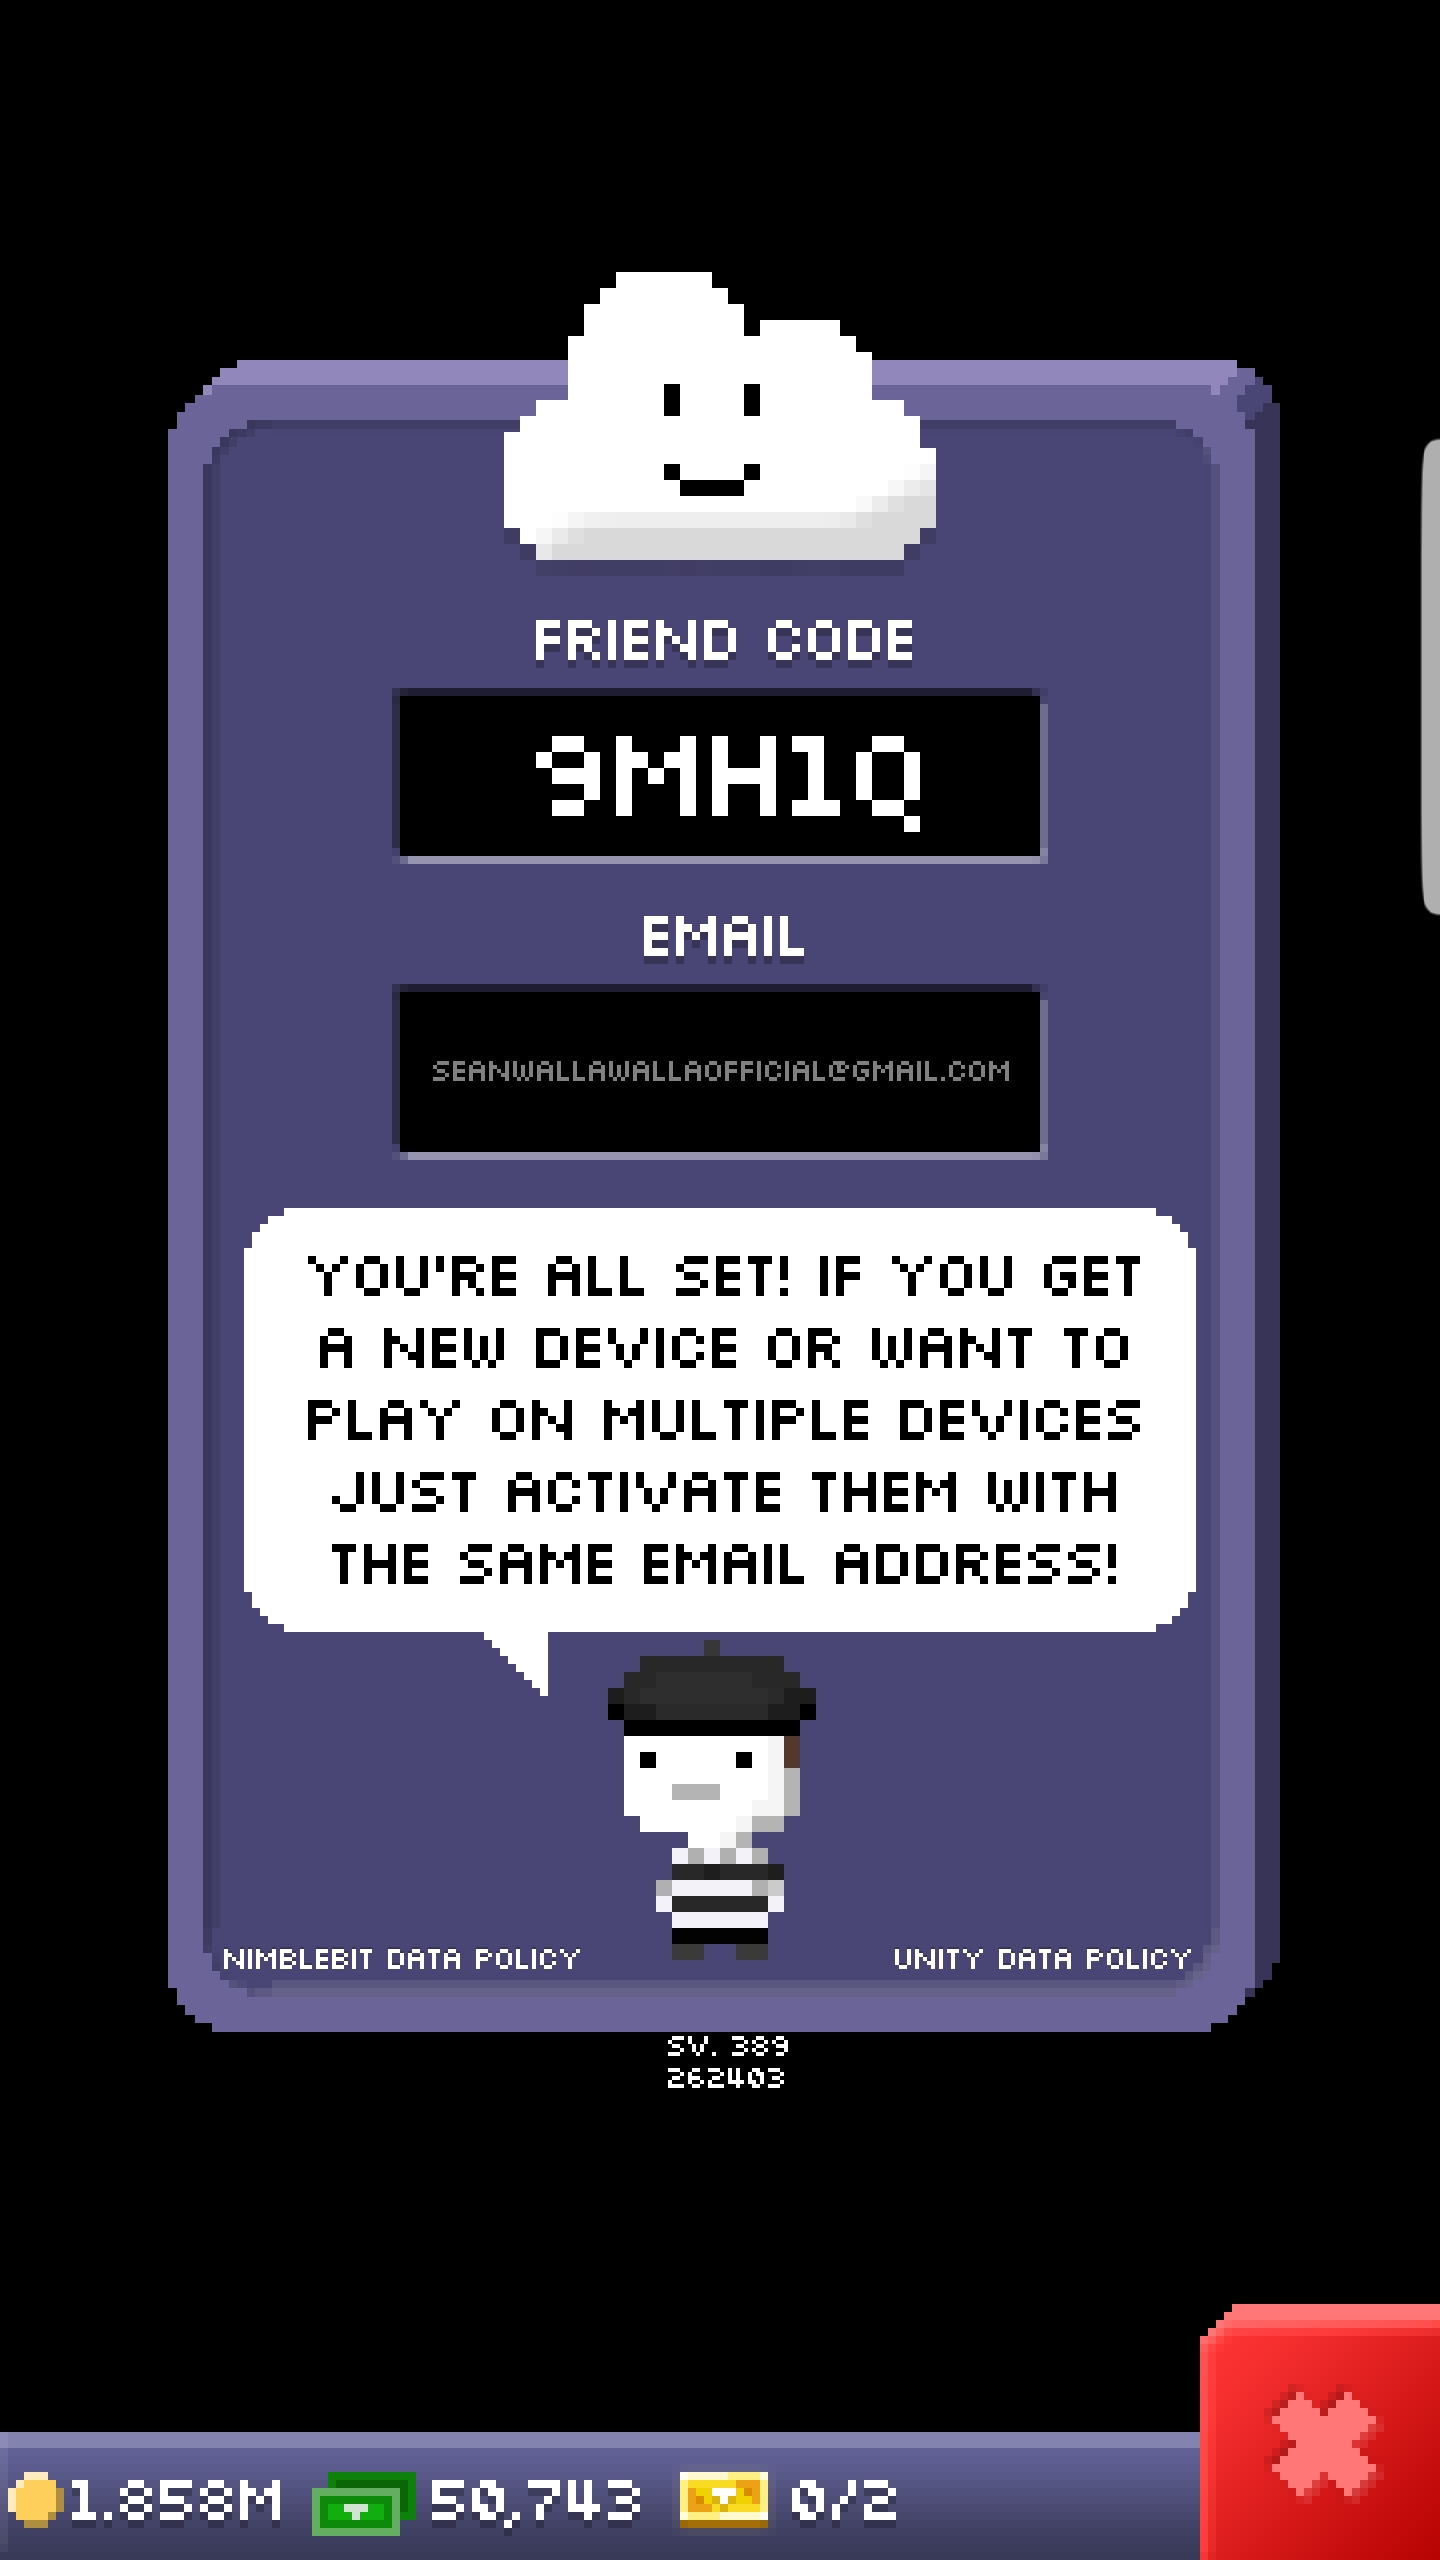 FRIEND CODE
9MH1Q
EMAIL
SEANWALLAWALLAOFFICIAL@GMAIL.COM
YOU'RE ALL SET! IF YOU GET
A NEW DEVICE OR WANT TO
PLAY ON MULTIPLE DEVICES
JUST ACTIVATE THEM WITH
THE SAME EMAIL ADDRESS!
NIMBLEBIT DATA POLICY UNITY DATA POLICY
SV. 389
262403
1.858M 50,743 0/2